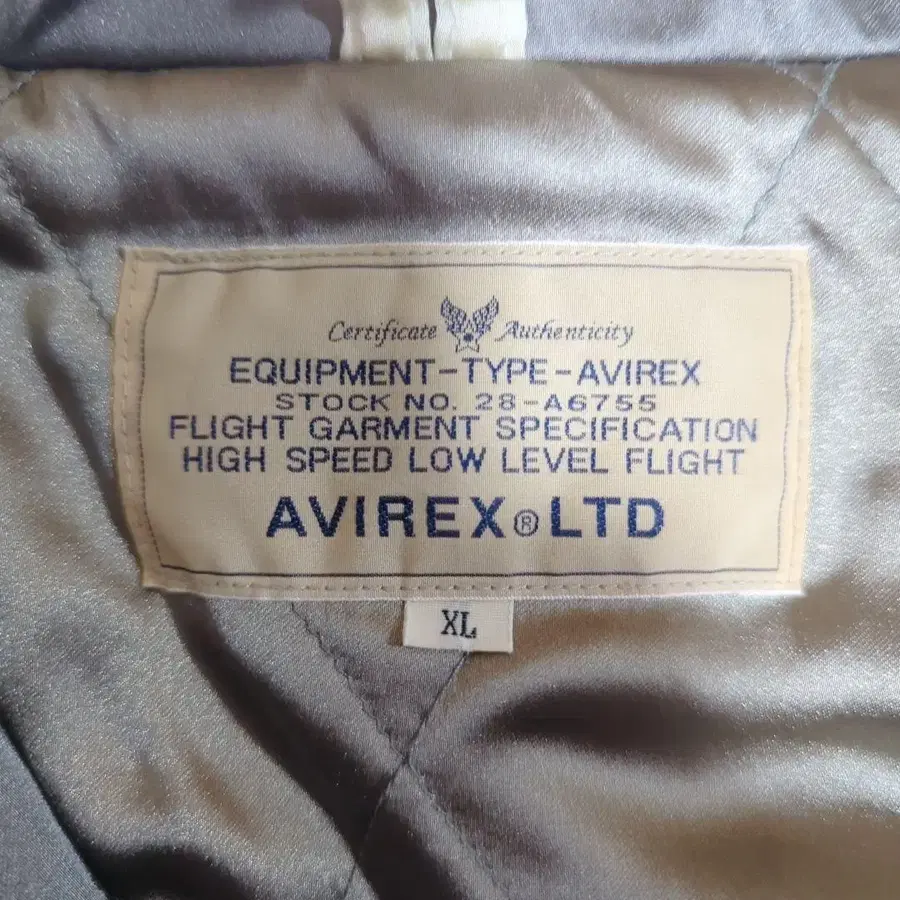 Certificate Authenticity
EQUIPMENT-TYPE-AVIREX
STOCK NO. 28-A6755
FLIGHT GARMENT SPECIFICATION
HIGH SPEED LOW LEVEL FLIGHT
AVIREX® LTD
XL